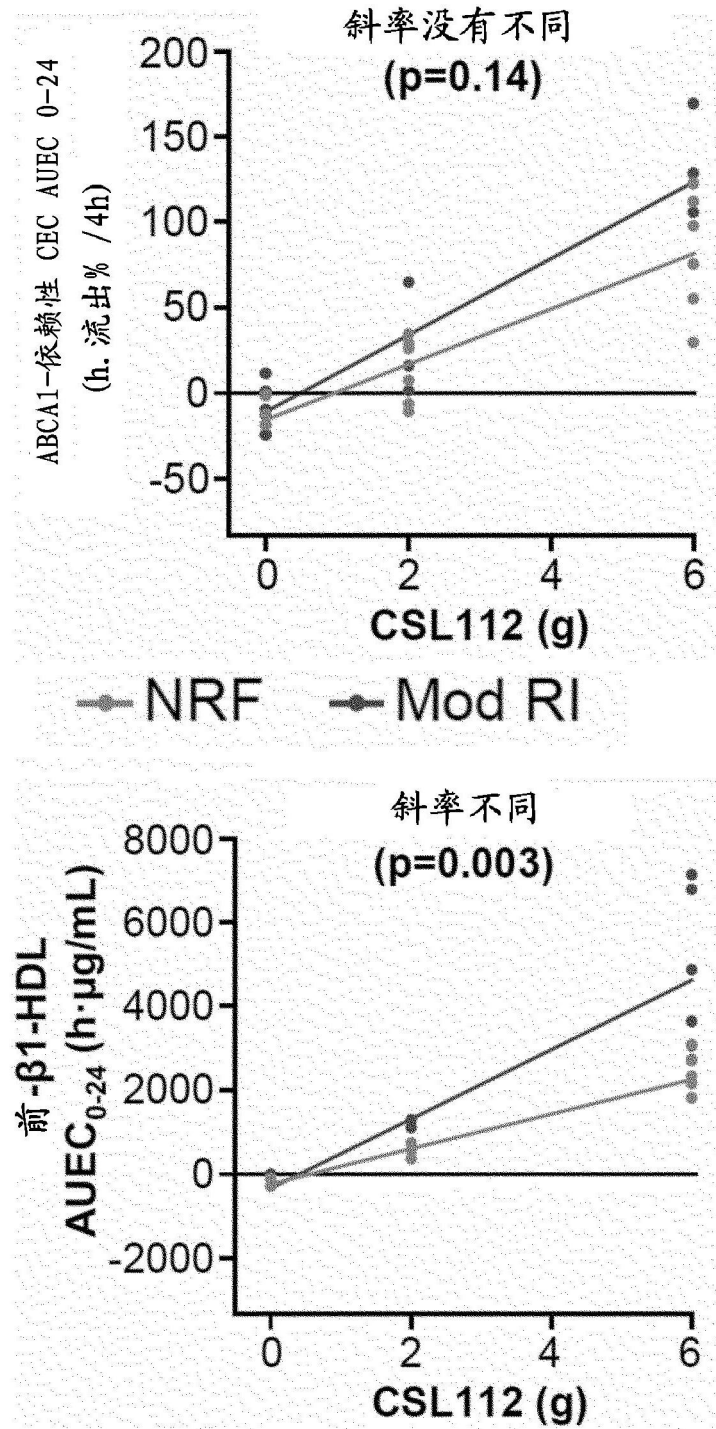 斜率没有不同
(p=0.14)
ABCA1-依赖性 CEC AUEC 0-24
(h. 流出% /4h)
200
150
100
50
0
-50
0 2 4 6
CSL112 (g)
NRF Mod RI
斜率不同
(p=0.003)
前-β1-HDL
AUEC0-24 (h·µg/mL)
8000
6000
4000
2000
0
-2000
0 2 4 6
CSL112 (g)